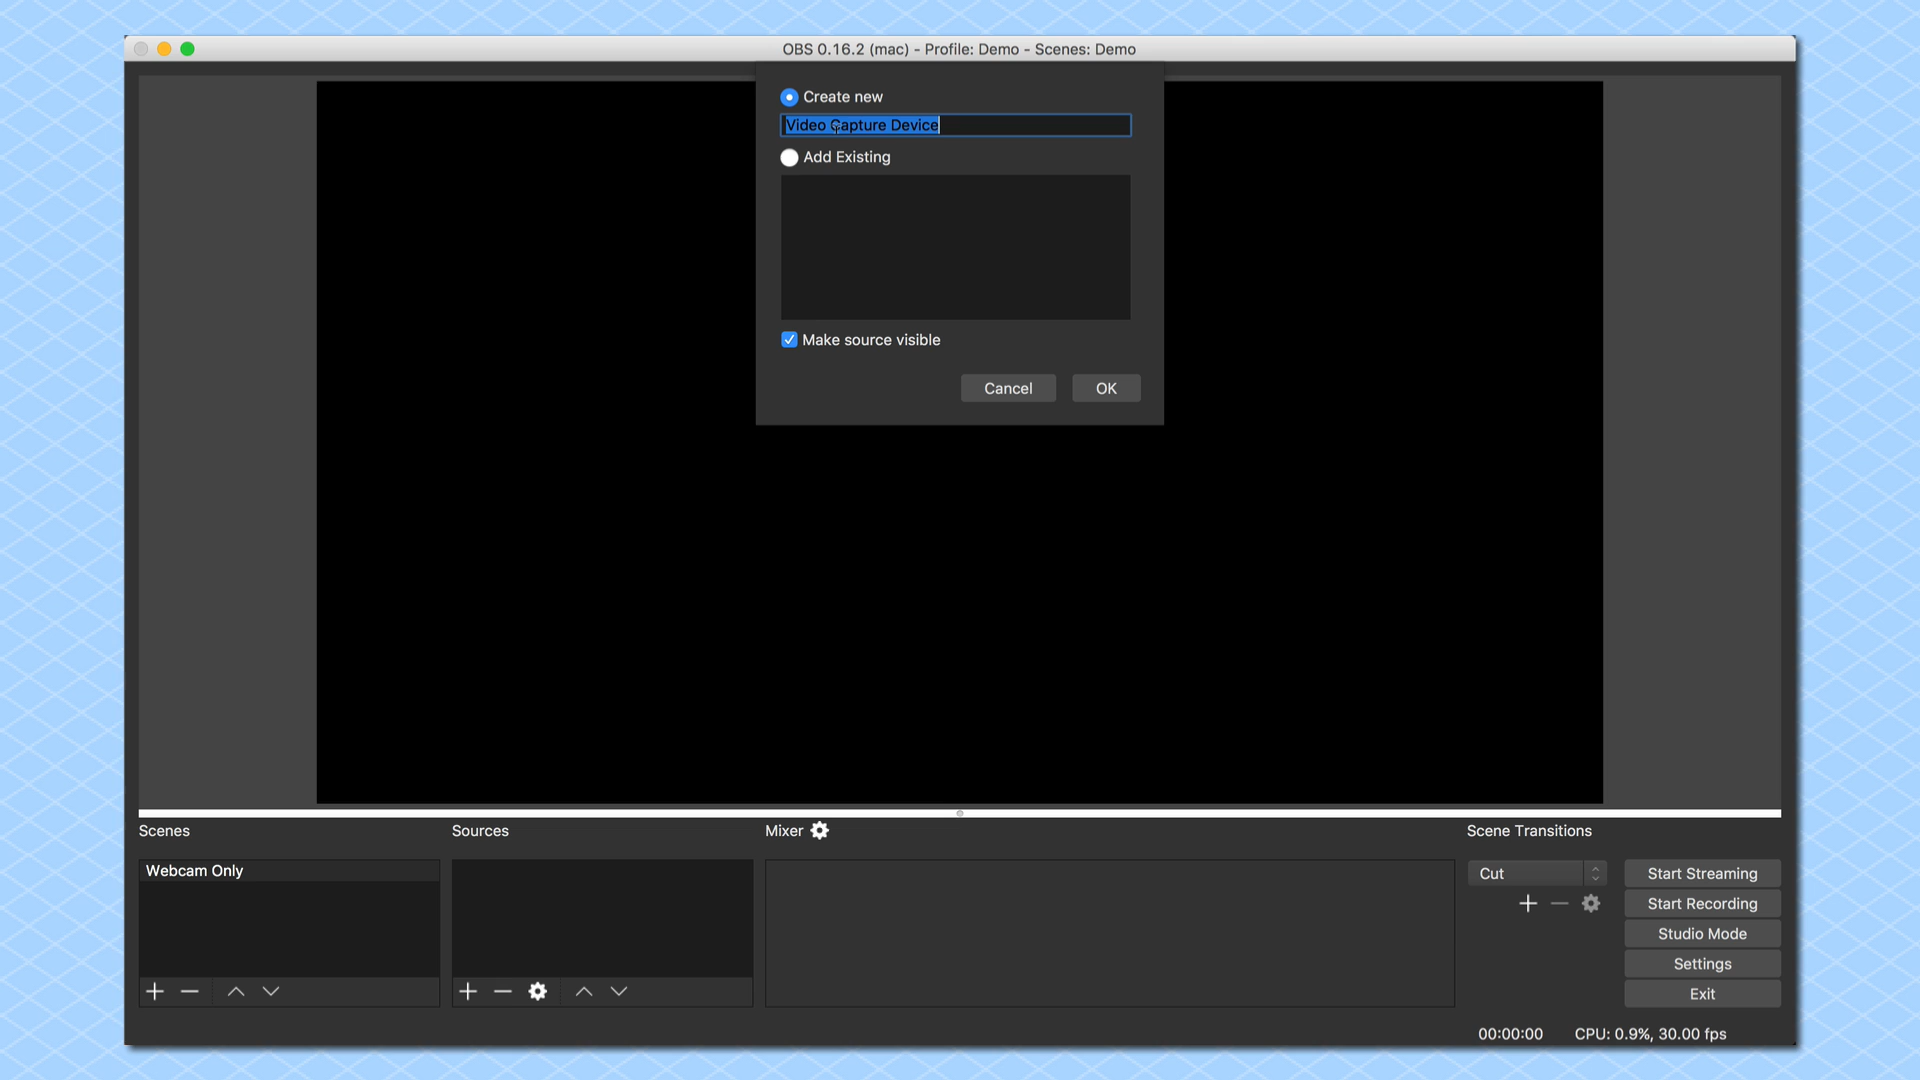 OBS 0.16.2 (mac) - Profile: Demo - Scenes: Demo
Create new
Video Capture Device
Add Existing
Make source visible
Cancel
OK
Scenes
Sources
Mixer
Scene Transitions
Webcam Only
Cut
Start Streaming
Start Recording
Studio Mode
Settings
Exit
00:00:00
CPU: 0.9%, 30.00 fps